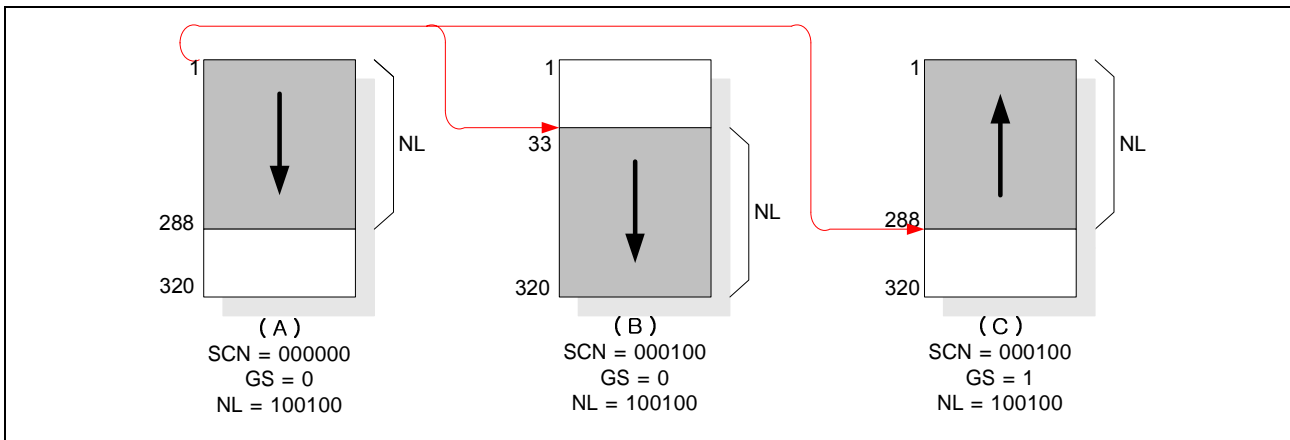 1
NL
288
320
(A)
SCN = 000000
GS = 0
NL = 100100
1
33
NL
320
(B)
SCN = 000100
GS = 0
NL = 100100
1
NL
288
320
(C)
SCN = 000100
GS = 1
NL = 100100